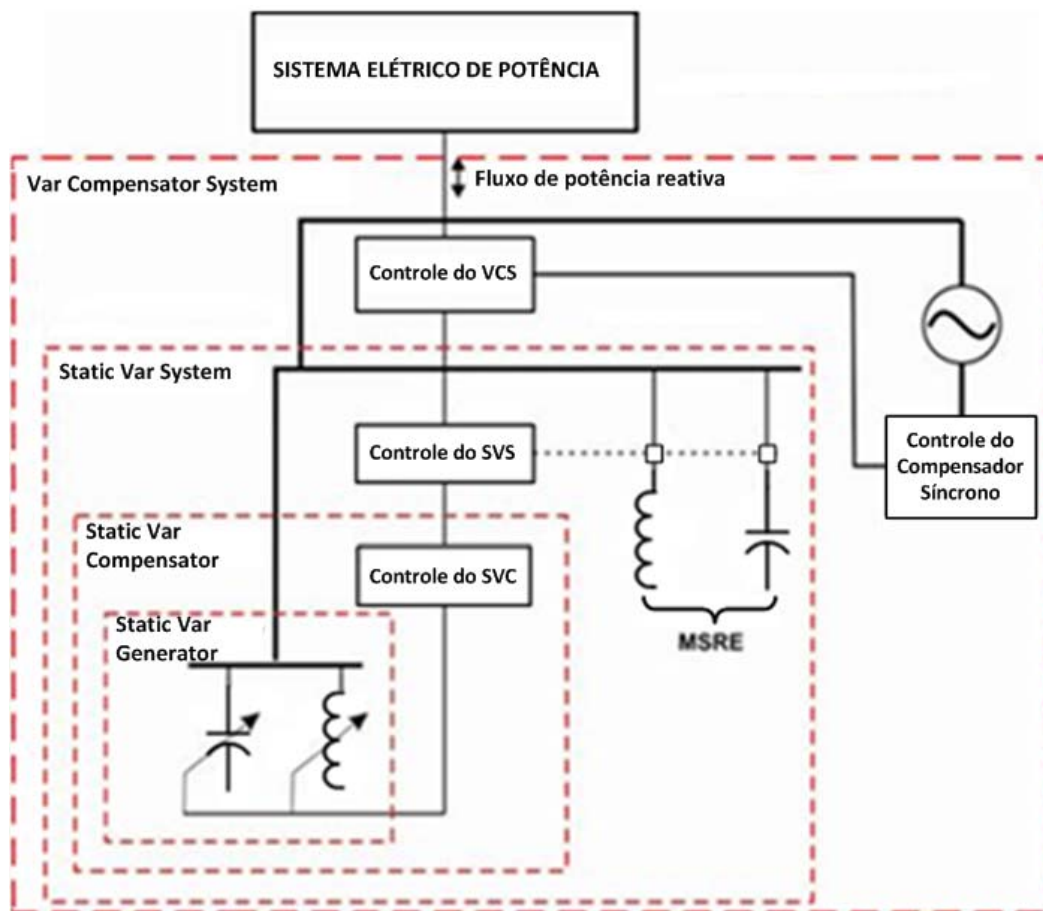 SISTEMA ELÉTRICO DE POTÊNCIA
Var Compensator System
Fluxo de potência reativa
Controle do VCS
Static Var System
Controle do SVS
Controle do
Compensador
Síncrono
Static Var
Compensator
Controle do SVC
Static Var
Generator
MSRE